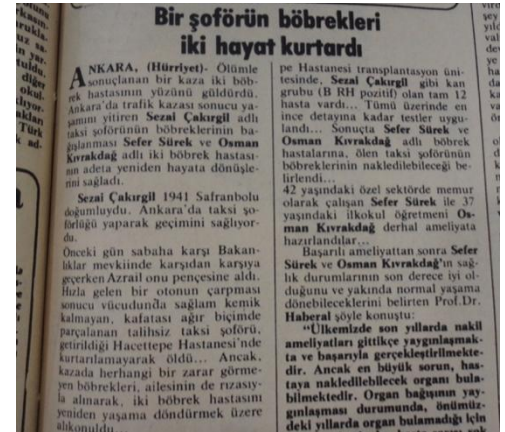 Bir şoförün böbrekleri
iki hayat kurtardı
ANKARA, (Hürriyet)- Ölümle
sonuçlanan bir kaza iki böb-
rek hastasının yüzünü güldürdü.
Ankara'da trafik kazası sonucu ya-
şamını yitiren Sezal Çakırgil adlı
taksi şoförünün böbreklerinin ba-
ğışlanması Sefer Sürek ve Osman
Kıvrakdağ adlı iki böbrek hastası-
nın adeta yeniden hayata dönüşle-
rini sağladı.
Sezal Çakırgil 1941 Safranbolu
doğumluydu. Ankara'da taksi şo-
förlüğü yaparak geçimini sağlıyor-
du.
Önceki gün sabaha karşı Bakan-
lıklar mevkiinde karşıdan karşıya
geçerken Azrail onu pençesine aldı.
Hızla gelen bir otonun çarpması
sonucu vücudunda sağlam kemik
kalmayan, kafatası ağır biçimde
parçalanan talihsiz taksi şoförü,
getirildiği Hacettepe Hastanesi'nde
kurtarılamayarak öldü... Ancak,
kazada herhangi bir zarar görme-
yen böbrekleri, ailesinin de rızasıy-
la alınarak, iki böbrek hastasını
yeniden yaşama döndürmek üzere
alıkonuldu...
pe Hastanesi transplantasyon üni-
tesinde, Sezal Çakırgil gibi kan
grubu (B RH pozitif) olan tam 12
hasta vardı... Tümü üzerinde en
ince detayına kadar testler uygu-
landı... Sonuçta Sefer Sürek ve
Osman Kıvrakdağ adlı böbrek
hastalarına, ölen taksi şoförünün
böbreklerinin nakledilebileceği be-
lirlendi...
42 yaşındaki özel sektörde memur
olarak çalışan Sefer Sürek ile 37
yaşındaki ilkokul öğretmeni Os-
man Kıvrakdağ derhal ameliyata
hazırlandılar...
Başarılı ameliyattan sonra Sefer
Sürek ve Osman Kıvrakdağ'ın sağ-
lık durumlarının son derece iyi ol-
duğunu ve yakında normal yaşama
dönebileceklerini belirten Prof.Dr.
Haberal şöyle konuştu:
"Ülkemizde son yıllarda nakil
ameliyatları gittikçe yaygınlaşmak-
ta ve başarıyla gerçekleştirilmekte-
dir. Ancak en büyük sorun, has-
taya nakledilebilecek organı bula-
bilmektedir. Organ bağışının yay-
gınlaşması durumunda, önümüz-
deki yıllarda organ bulamadığı için